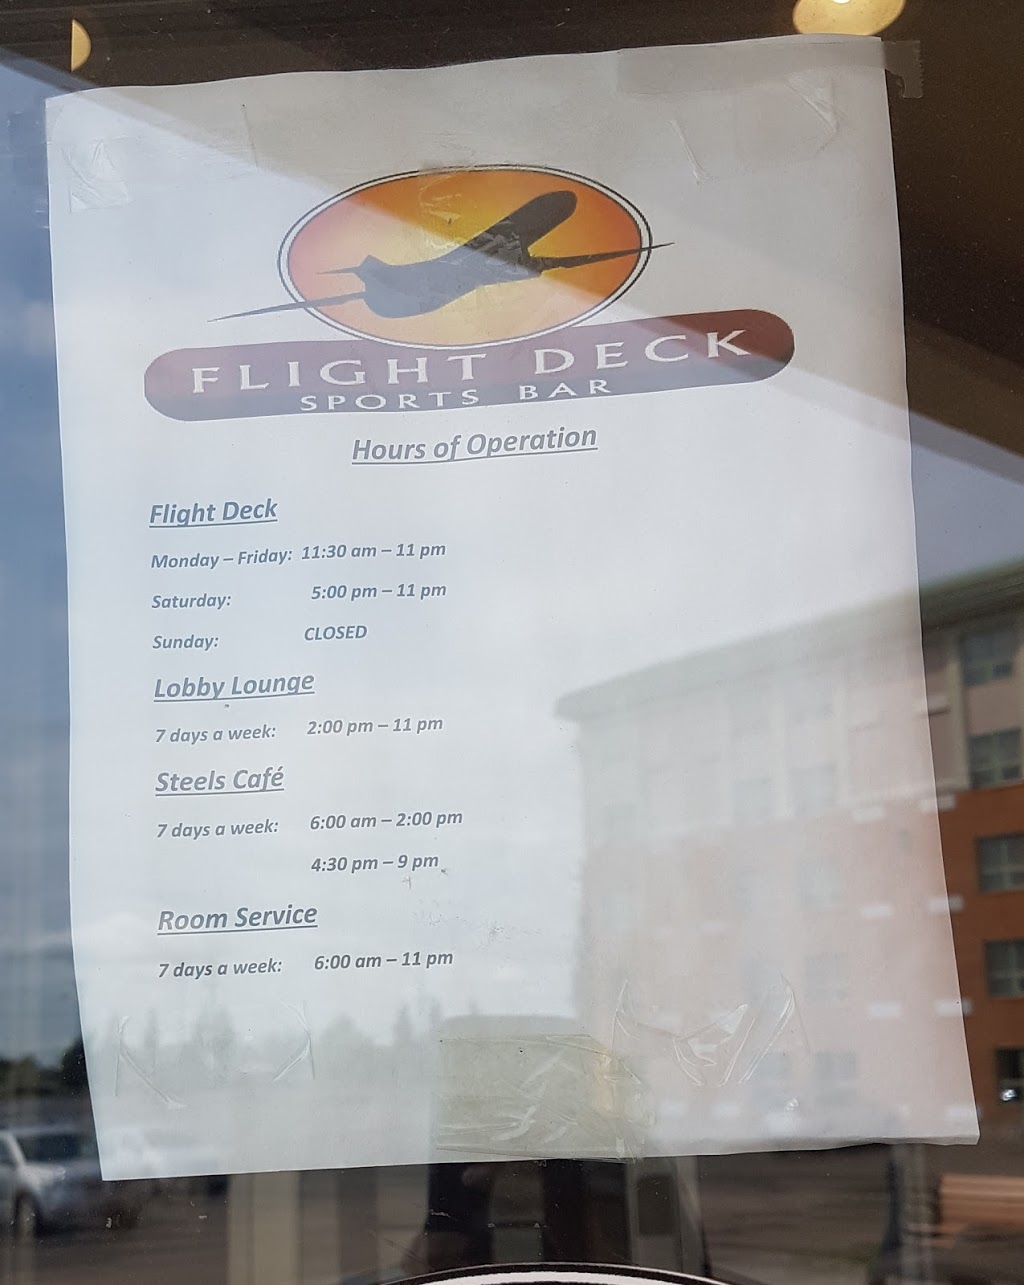 FLIGHT DECK
SPORTS BAR
Hours of Operation
Flight Deck
Monday – Friday: 11:30 am – 11 pm
Saturday: 5:00 pm – 11 pm
Sunday: CLOSED
Lobby Lounge
7 days a week: 2:00 pm – 11 pm
Steels Café
7 days a week: 6:00 am – 2:00 pm
4:30 pm – 9 pm
Room Service
7 days a week: 6:00 am – 11 pm